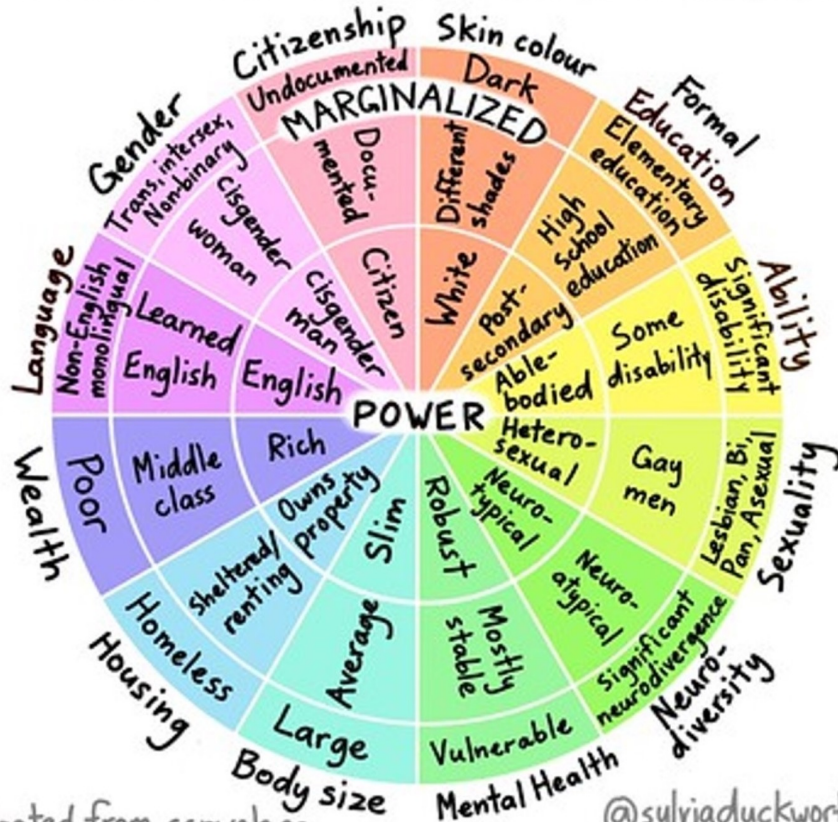 Citizenship
Undocumented
Docu-
mented
Citizen
Skin colour
Dark
Different
shades
White
Formal
Education
Elementary
education
High
school
education
Post-
secondary
Ability
Significant
disability
Some
disability
Able-
bodied
Sexuality
Lesbian, Bi,
Pan, Asexual
Gay
men
Hetero-
sexual
Neuro-
diversity
Significant
neurodivergence
Neuro-
atypical
Neuro-
typical
Mental Health
Vulnerable
Mostly
stable
Robust
Body size
Large
Average
Slim
Housing
Homeless
Sheltered/
renting
Owns
property
Wealth
Poor
Middle
class
Rich
Language
Non-English
monolingual
Learned
English
English
Gender
Trans, intersex,
Non-binary
cisgender
woman
cisgender
man
MARGINALIZED
POWER
@sylviaduckwor